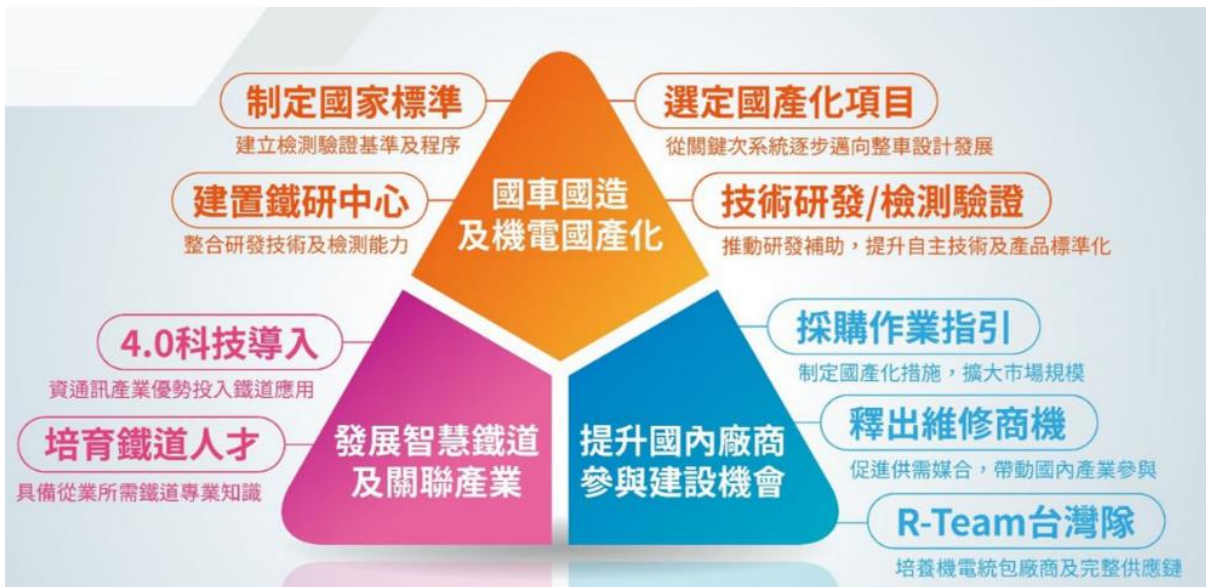 制定國家標準
建立檢測驗證基準及程序
選定國產化項目
從關鍵次系統逐步邁向整車設計發展
建置鐵研中心
整合研發技術及檢測能力
國車國造
及機電國產化
技術研發/檢測驗證
推動研發補助，提升自主技術及產品標準化
4.0科技導入
資通訊產業優勢投入鐵道應用
培育鐵道人才
具備從業所需鐵道專業知識
發展智慧鐵道
及關聯產業
提升國內廠商
參與建設機會
採購作業指引
制定國產化措施，擴大市場規模
釋出維修商機
促進供需媒合，帶動國內產業參與
R-Team台灣隊
培養機電統包廠商及完整供應鏈